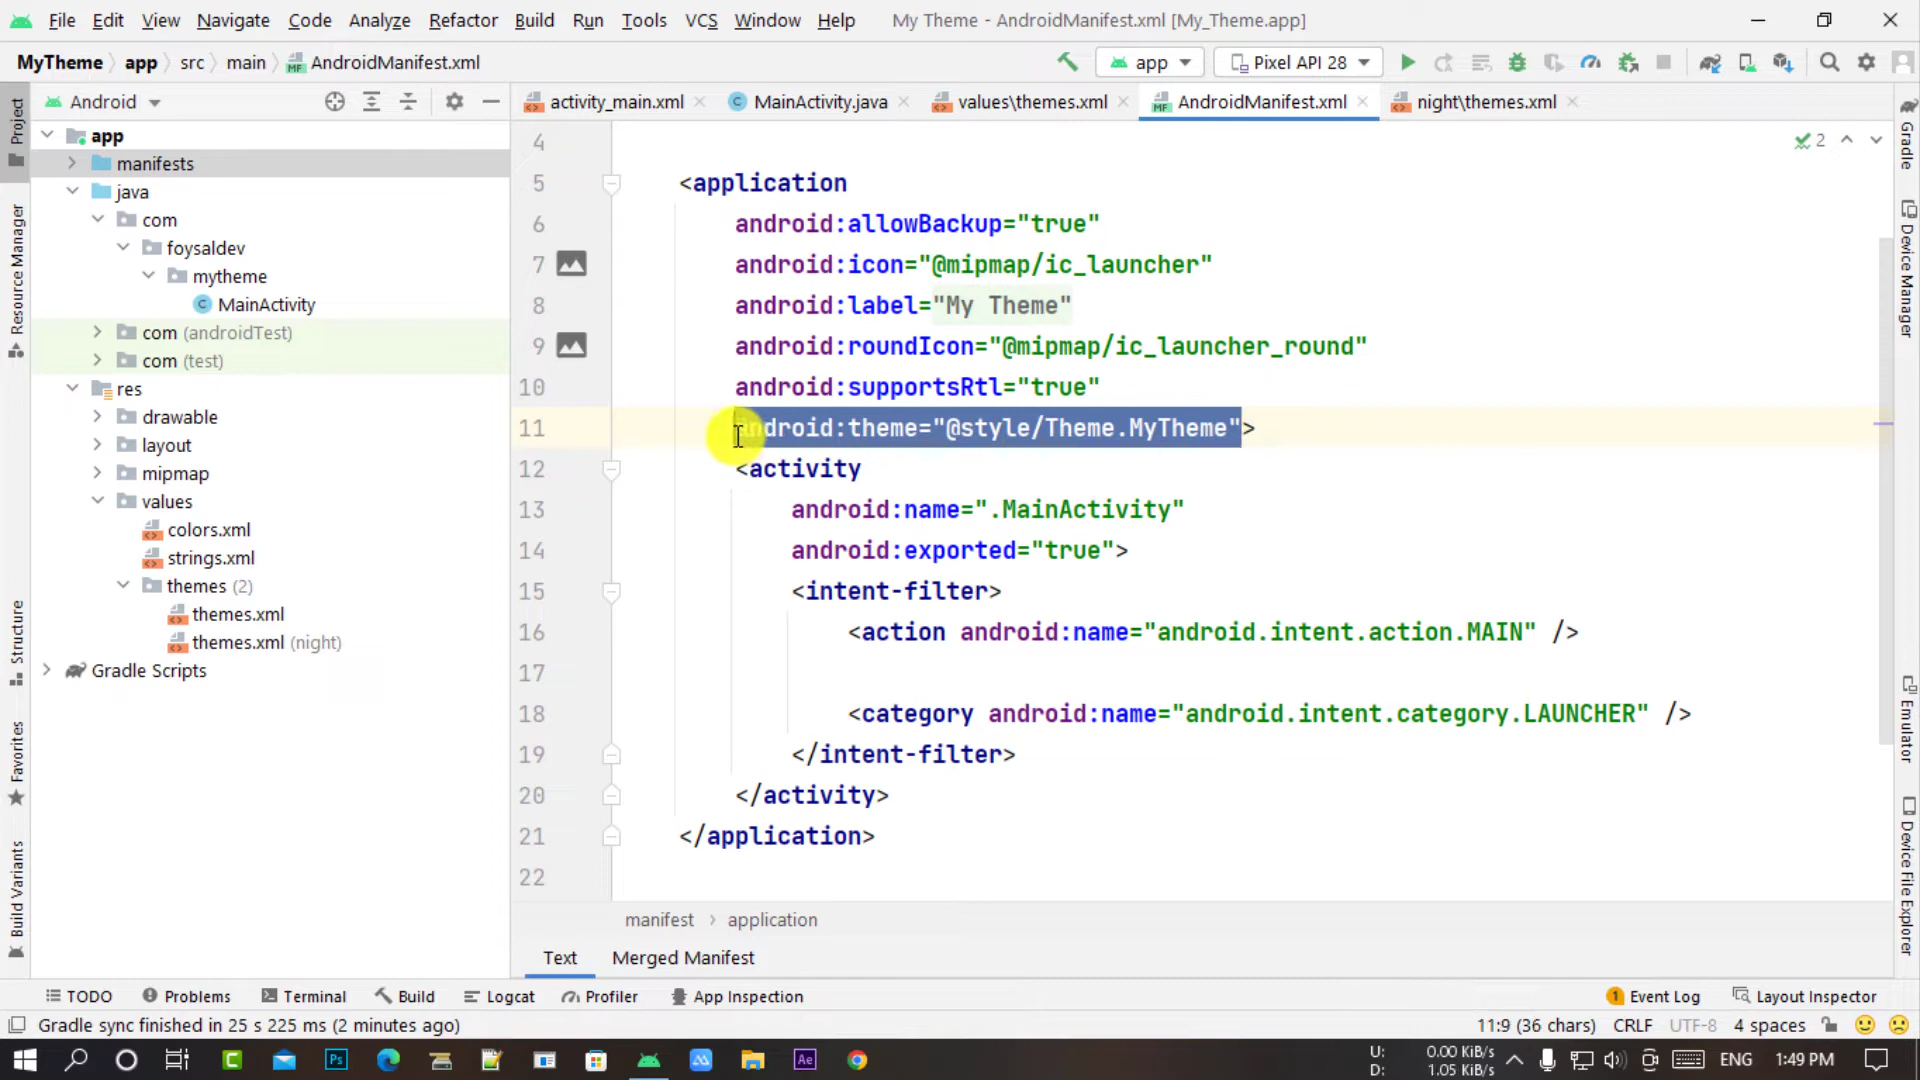 File Edit View Navigate Code Analyze Refactor Build Run Tools VCS Window Help My Theme - AndroidManifest.xml [My_Theme.app]
MyTheme app src main AndroidManifest.xml app Pixel API 28
Android activity_main.xml MainActivity.java values\themes.xml AndroidManifest.xml night\themes.xml
Project
Resource Manager
Structure
Favorites
Build Variants
app
manifests
java
com
foysaldev
mytheme
MainActivity
com (androidTest)
com (test)
res
drawable
layout
mipmap
values
colors.xml
strings.xml
themes (2)
themes.xml
themes.xml (night)
Gradle Scripts
2
4
5 <application
6 android:allowBackup="true"
7 android:icon="@mipmap/ic_launcher"
8 android:label="My Theme"
9 android:roundIcon="@mipmap/ic_launcher_round"
10 android:supportsRtl="true"
11 android:theme="@style/Theme.MyTheme">
12 <activity
13 android:name=".MainActivity"
14 android:exported="true">
15 <intent-filter>
16 <action android:name="android.intent.action.MAIN" />
17
18 <category android:name="android.intent.category.LAUNCHER" />
19 </intent-filter>
20 </activity>
21 </application>
22
Gradle
Device Manager
Emulator
Device File Explorer
manifest application
Text Merged Manifest
TODO Problems Terminal Build Logcat Profiler App Inspection 1 Event Log Layout Inspector
Gradle sync finished in 25 s 225 ms (2 minutes ago) 11:9 (36 chars) CRLF UTF-8 4 spaces
Ps Ae U: 0.00 KiB/s
D: 1.05 KiB/s
ENG 1:49 PM